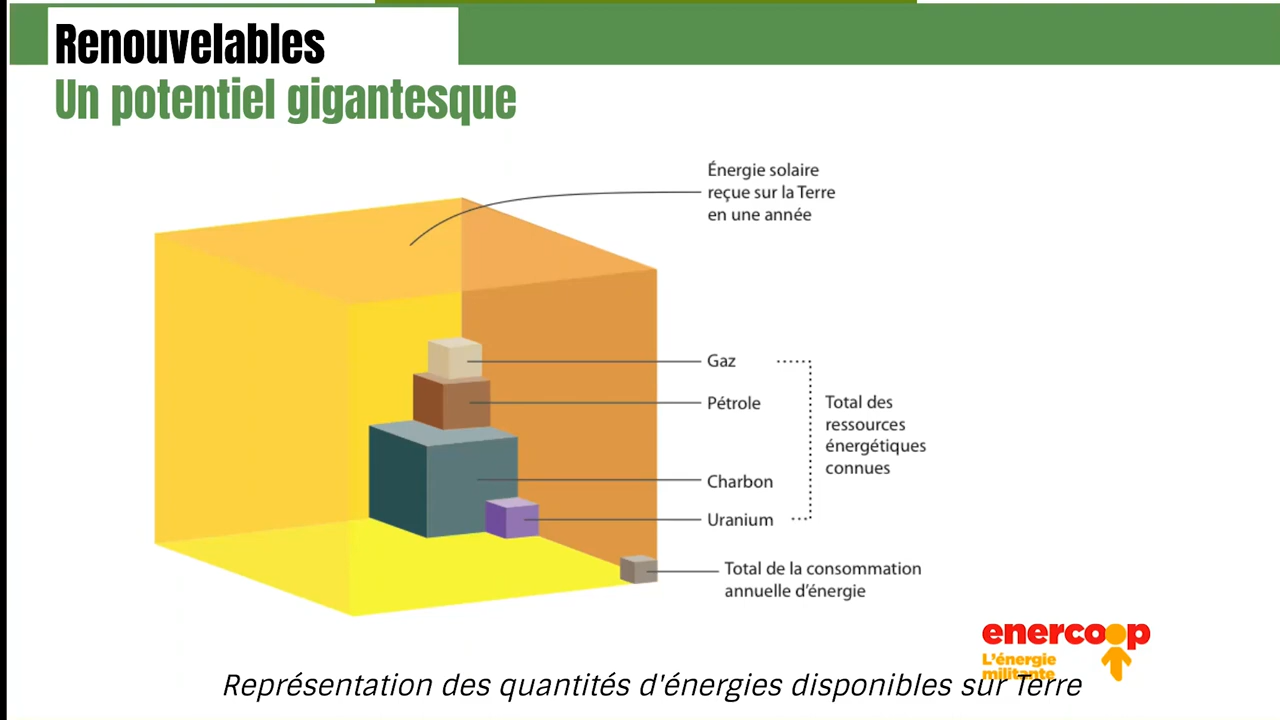 Renouvelables
Un potentiel gigantesque
Énergie solaire
reçue sur la Terre
en une année
Gaz
Pétrole
Charbon
Uranium
Total des
ressources
énergétiques
connues
Total de la consommation
annuelle d’énergie
enercoop
L'énergie
militante
Représentation des quantités d'énergies disponibles sur Terre